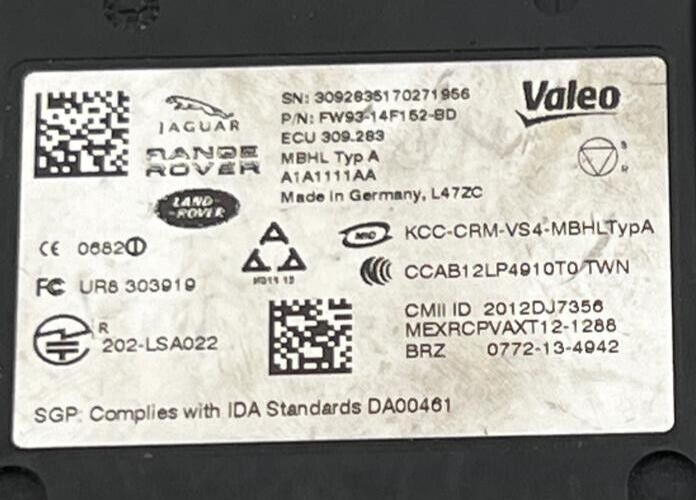 SN: 3092835170271956
Valeo
JAGUAR
P/N: FW93-14F152-BD
ECU 309.283
RANGE
ROVER
MBHL Typ A
A1A1111AA
LAND-
-ROVER
Made in Germany, L47ZC
KCC-CRM-VS4-MBHLTypA
CE 0682
CCAB12LP4910T0/TWN
FC UR8 303919
CMII ID 2012DJ7356
R
202-LSA022
MEXRCPVAXT12-1288
BRZ 0772-13-4942
SGP: Complies with IDA Standards DA00461